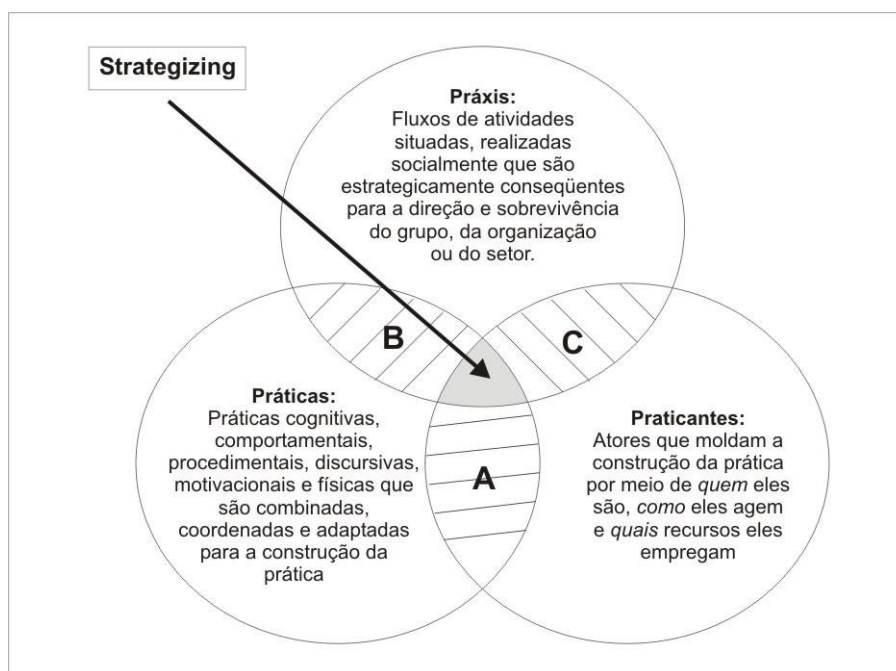 Strategizing
Práxis:
Fluxos de atividades
situadas, realizadas
socialmente que são
estrategicamente conseqüentes
para a direção e sobrevivência
do grupo, da organização
ou do setor.
B
C
Práticas:
Práticas cognitivas,
comportamentais,
procedimentais, discursivas,
motivacionais e físicas que
são combinadas,
coordenadas e adaptadas
para a construção da
prática
A
Praticantes:
Atores que moldam a
construção da prática
por meio de quem eles
são, como eles agem
e quais recursos eles
empregam